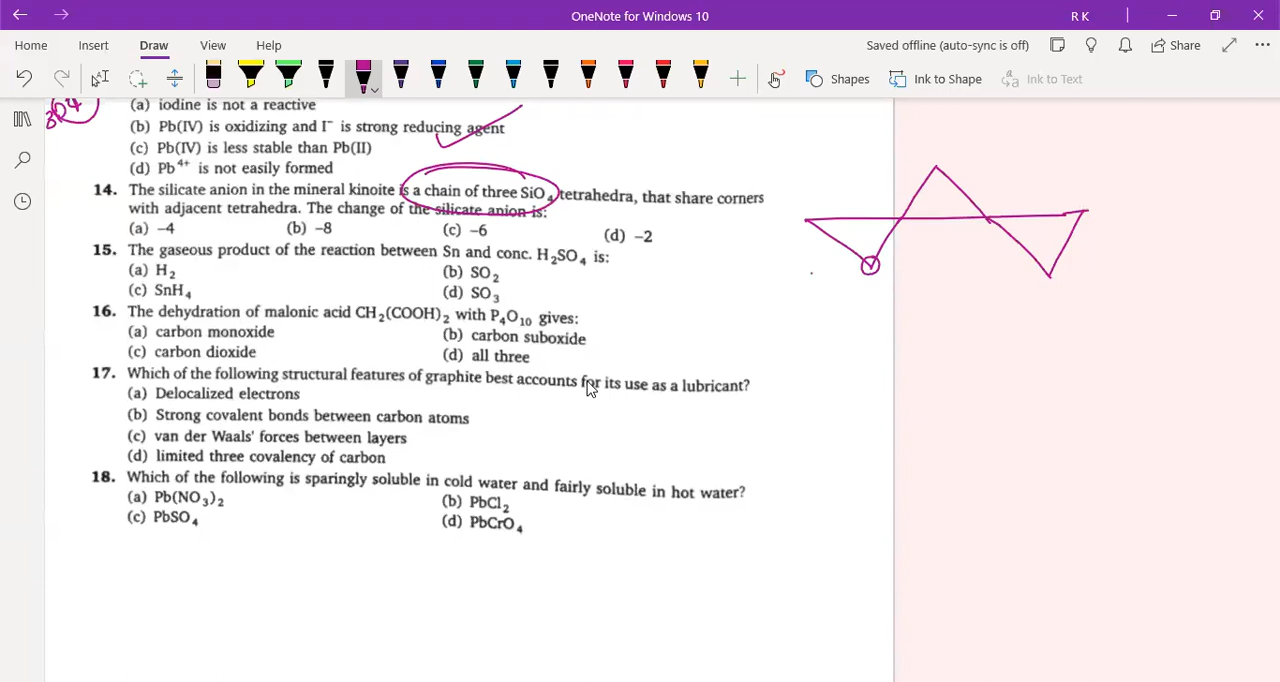 OneNote for Windows 10
R K
Home Insert Draw View Help
Saved offline (auto-sync is off)
Share
Shapes
Ink to Shape
Ink to Text
(a) iodine is not a reactive
(b) Pb(IV) is oxidizing and I⁻ is strong reducing agent
(c) Pb(IV) is less stable than Pb(II)
(d) Pb⁴⁺ is not easily formed
14. The silicate anion in the mineral kinoite is a chain of three SiO₄ tetrahedra, that share corners
with adjacent tetrahedra. The change of the silicate anion is:
(a) −4 (b) −8 (c) −6 (d) −2
15. The gaseous product of the reaction between Sn and conc. H₂SO₄ is:
(a) H₂ (b) SO₂
(c) SnH₄ (d) SO₃
16. The dehydration of malonic acid CH₂(COOH)₂ with P₄O₁₀ gives:
(a) carbon monoxide (b) carbon suboxide
(c) carbon dioxide (d) all three
17. Which of the following structural features of graphite best accounts for its use as a lubricant?
(a) Delocalized electrons
(b) Strong covalent bonds between carbon atoms
(c) van der Waals' forces between layers
(d) limited three covalency of carbon
18. Which of the following is sparingly soluble in cold water and fairly soluble in hot water?
(a) Pb(NO₃)₂ (b) PbCl₂
(c) PbSO₄ (d) PbCrO₄